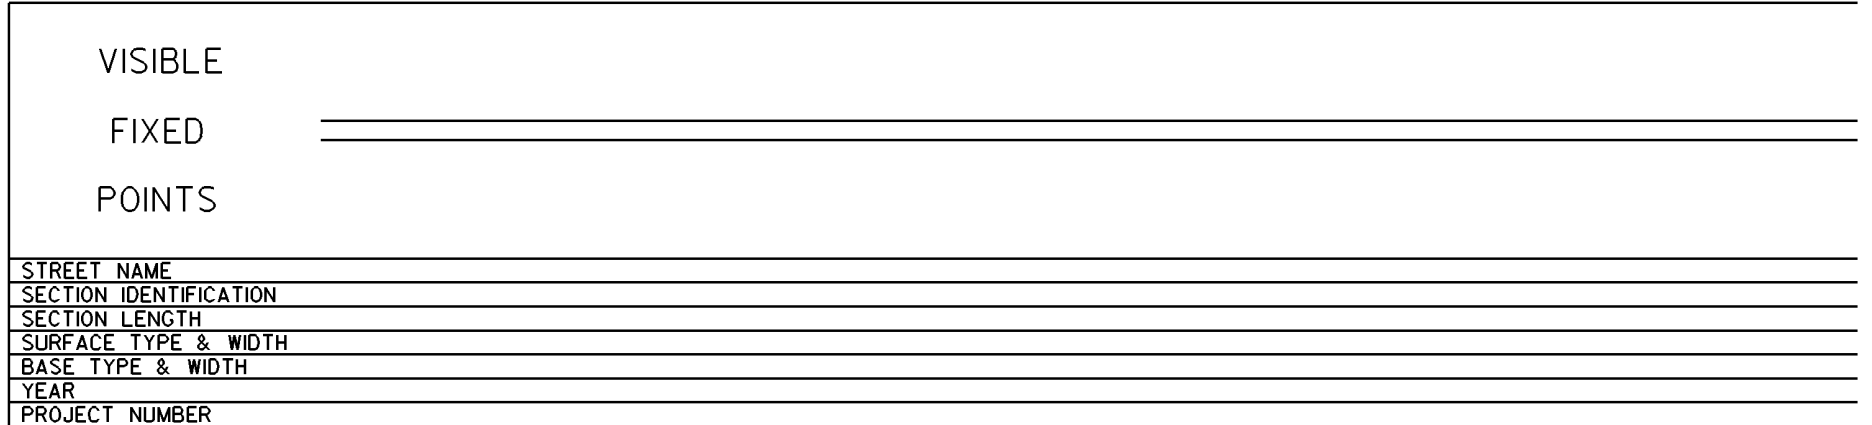 VISIBLE
FIXED
POINTS
STREET NAME
SECTION IDENTIFICATION
SECTION LENGTH
SURFACE TYPE & WIDTH
BASE TYPE & WIDTH
YEAR
PROJECT NUMBER